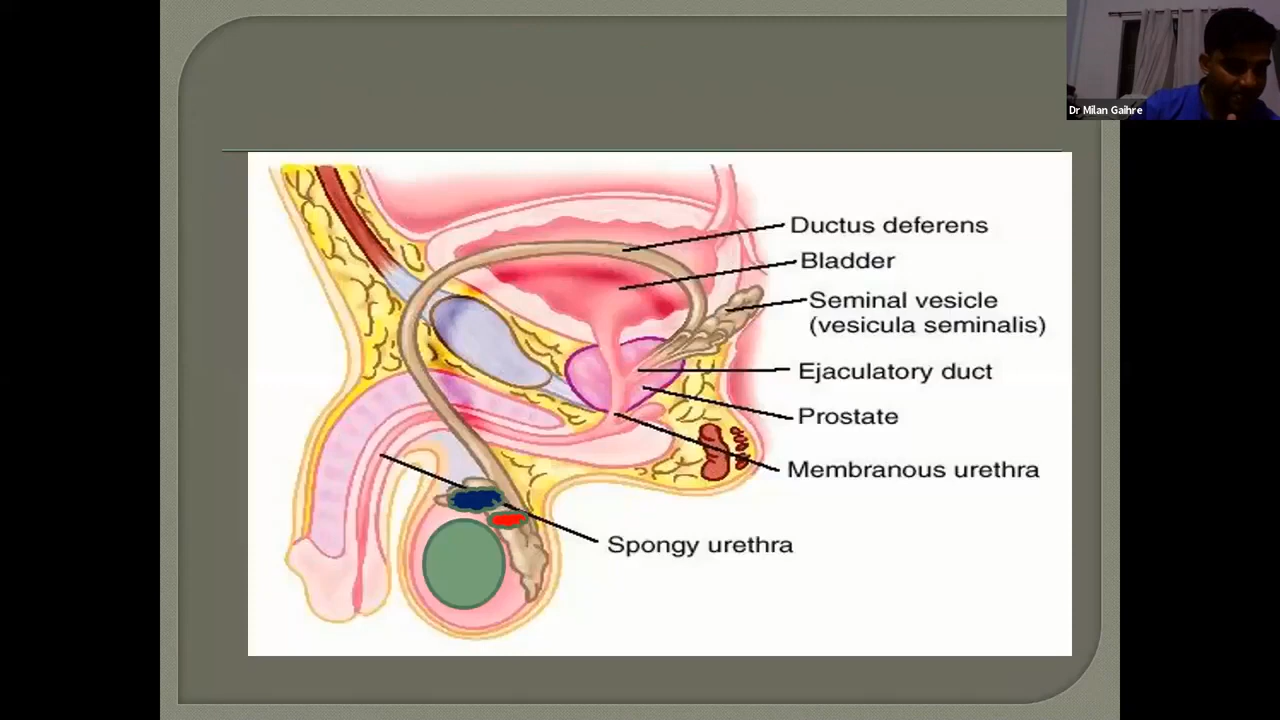 Dr Milan Gaihre
Ductus deferens
Bladder
Seminal vesicle
(vesicula seminalis)
Ejaculatory duct
Prostate
Membranous urethra
Spongy urethra